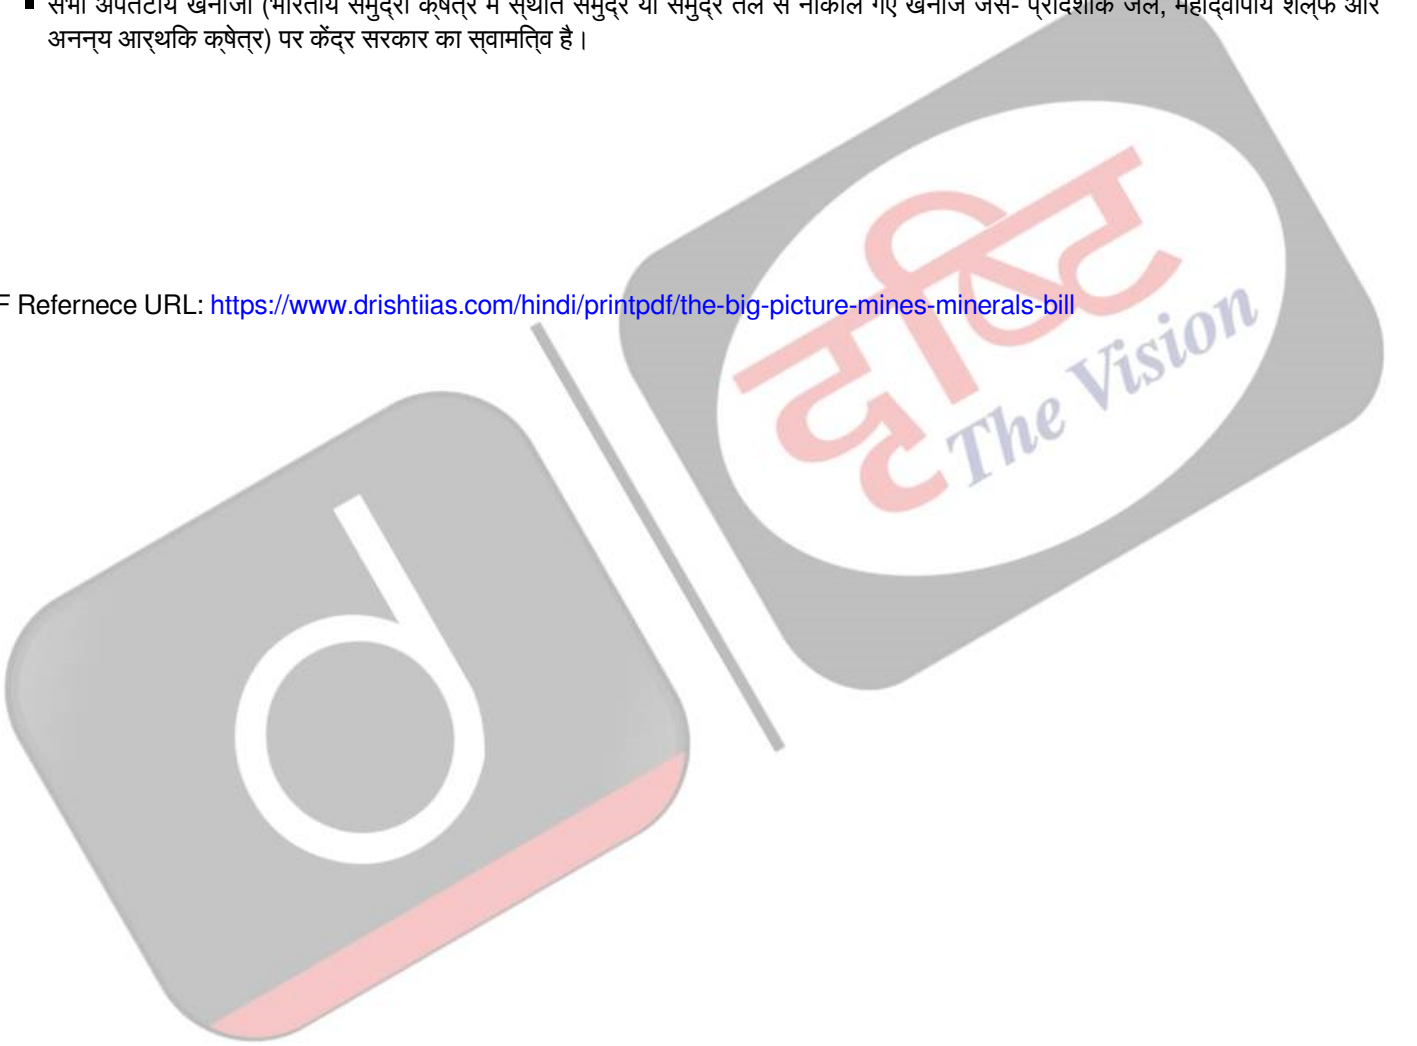 सभी अपतटीय खनिजों (भारतीय समुद्री क्षेत्र में स्थित समुद्र या समुद्र तल से निकाले गए खनिज जैसे- प्रादेशिक जल, महाद्वीपीय शेल्फ और
अनन्य आर्थिक क्षेत्र) पर केंद्र सरकार का स्वामित्व है।
F Refernece URL: https://www.drishtiias.com/hindi/printpdf/the-big-picture-mines-minerals-bill
दृष्टि
The Vision
d